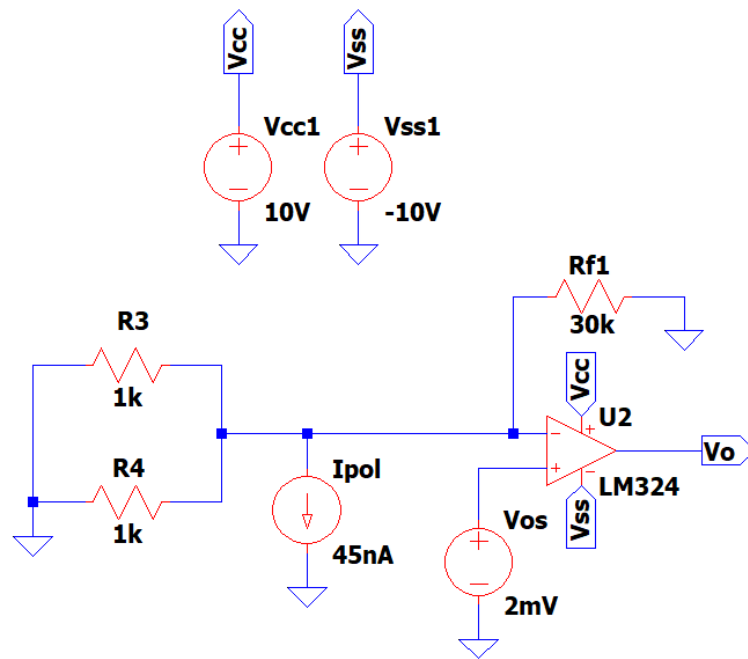 Vcc
Vss
Vcc1
Vss1
10V
-10V
Rf1
30k
R3
1k
R4
1k
Ipol
45nA
Vcc
U2
Vo
LM324
Vss
Vos
2mV